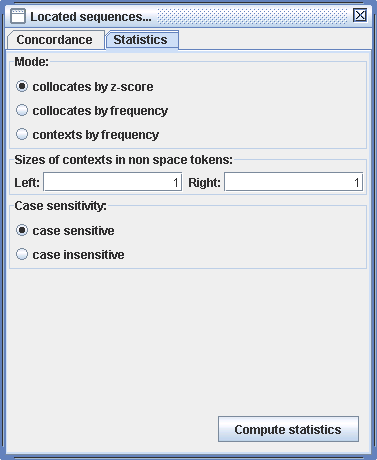 Located sequences...
Concordance Statistics
Mode:
collocates by z-score
collocates by frequency
contexts by frequency
Sizes of contexts in non space tokens:
Left: 1 Right: 1
Case sensitivity:
case sensitive
case insensitive
Compute statistics